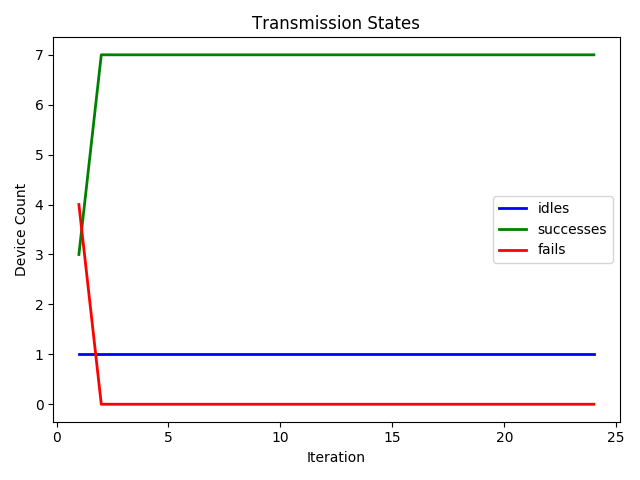 Transmission States
Device Count
7
6
5
4
3
2
1
0
idles
successes
fails
0 5 10 15 20 25
Iteration